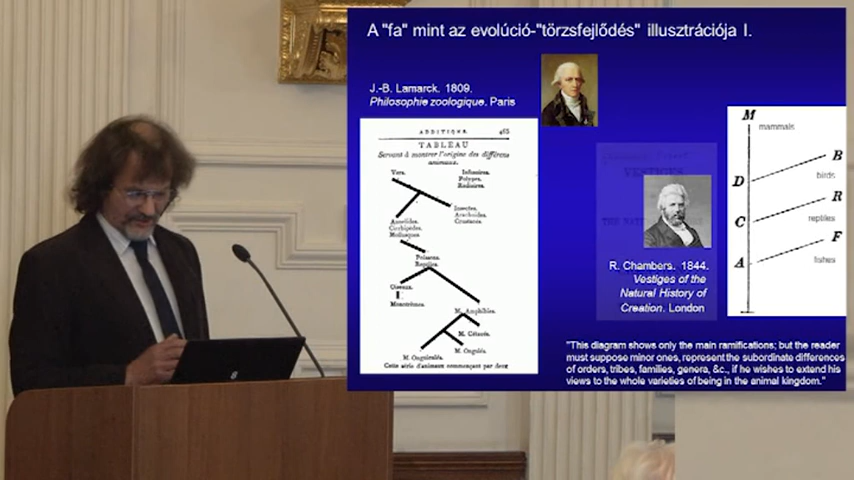 A "fa" mint az evolúció-"törzsfejlődés" illusztrációja I.
J.-B. Lamarck. 1809.
Philosophie zoologique. Paris
ADDITIONS. 463
TABLEAU
Servant à montrer l'origine des différens
animaux.
Vers. Infusoires.
Polypes.
Radiaires.
Insectes.
Arachnides.
Crustacés.
Annelides.
Cirrhipèdes.
Mollusques
Poissons.
Reptiles.
Oiseaux.
Monotrèmes.
M. Amphibies.
M. Cétacés.
M. Ongulés.
M. Onguiculés.
Cette série d'animaux commençant par deux
VESTIGES
R. Chambers. 1844.
Vestiges of the
Natural History of
Creation. London
M
mammals
B
birds
D
R
reptiles
C
F
fishes
A
"This diagram shows only the main ramifications; but the reader
must suppose minor ones, represent the subordinate differences
of orders, tribes, families, genera, &c., if he wishes to extend his
views to the whole varieties of being in the animal kingdom."